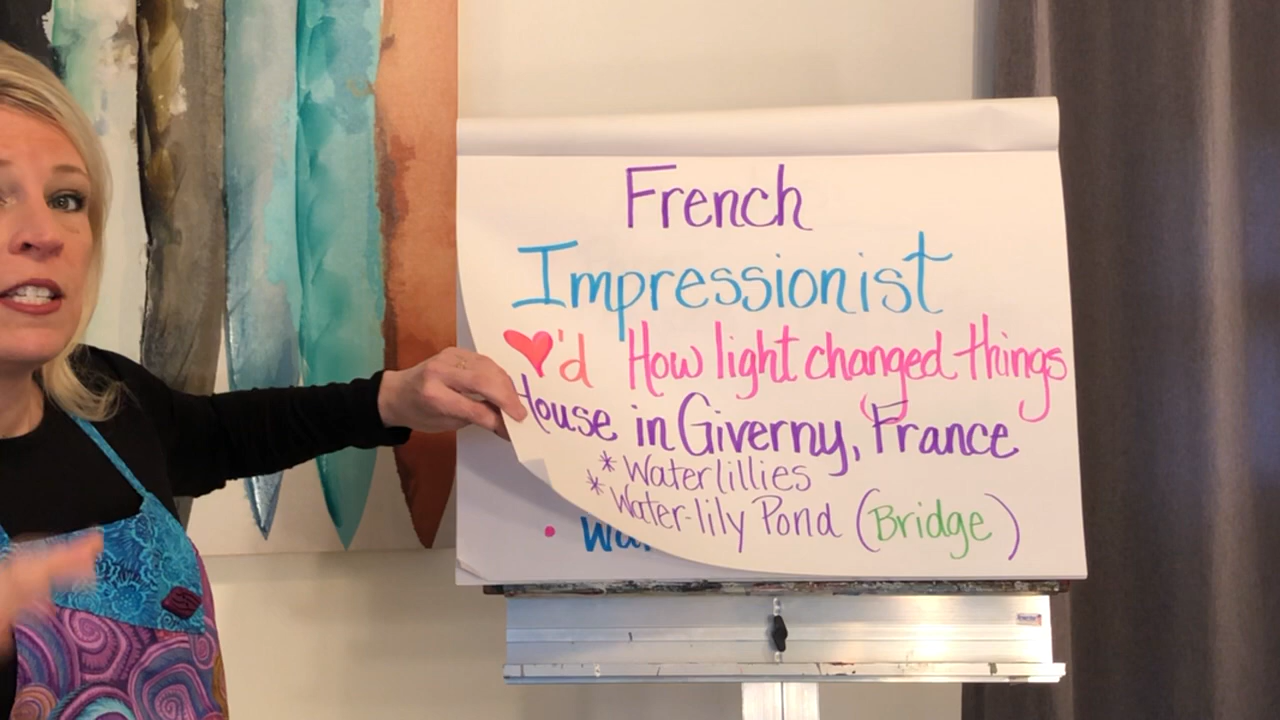 French
Impressionist
❤'d How light changed things
House in Giverny, France
* Waterlillies
* Water-lily Pond (Bridge)